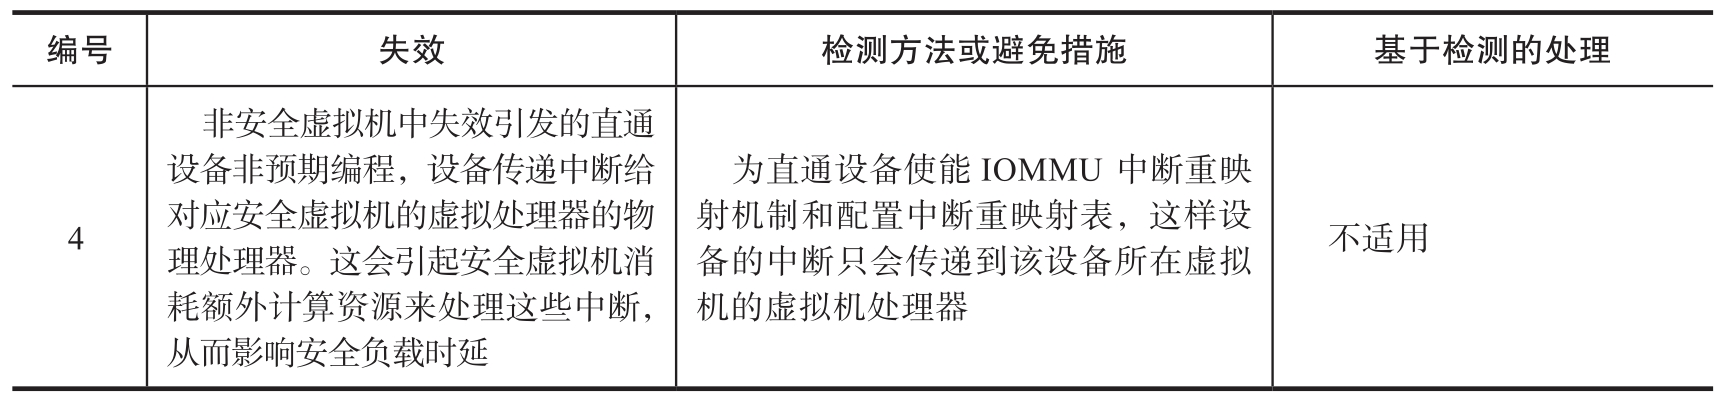 编号 失效 检测方法或避免措施 基于检测的处理
4
非安全虚拟机中失效引发的直通
设备非预期编程，设备传递中断给
对应安全虚拟机的虚拟处理器的物
理处理器。这会引起安全虚拟机消
耗额外计算资源来处理这些中断，
从而影响安全负载时延
为直通设备使能 IOMMU 中断重映
射机制和配置中断重映射表，这样设
备的中断只会传递到该设备所在虚拟
机的虚拟机处理器
不适用